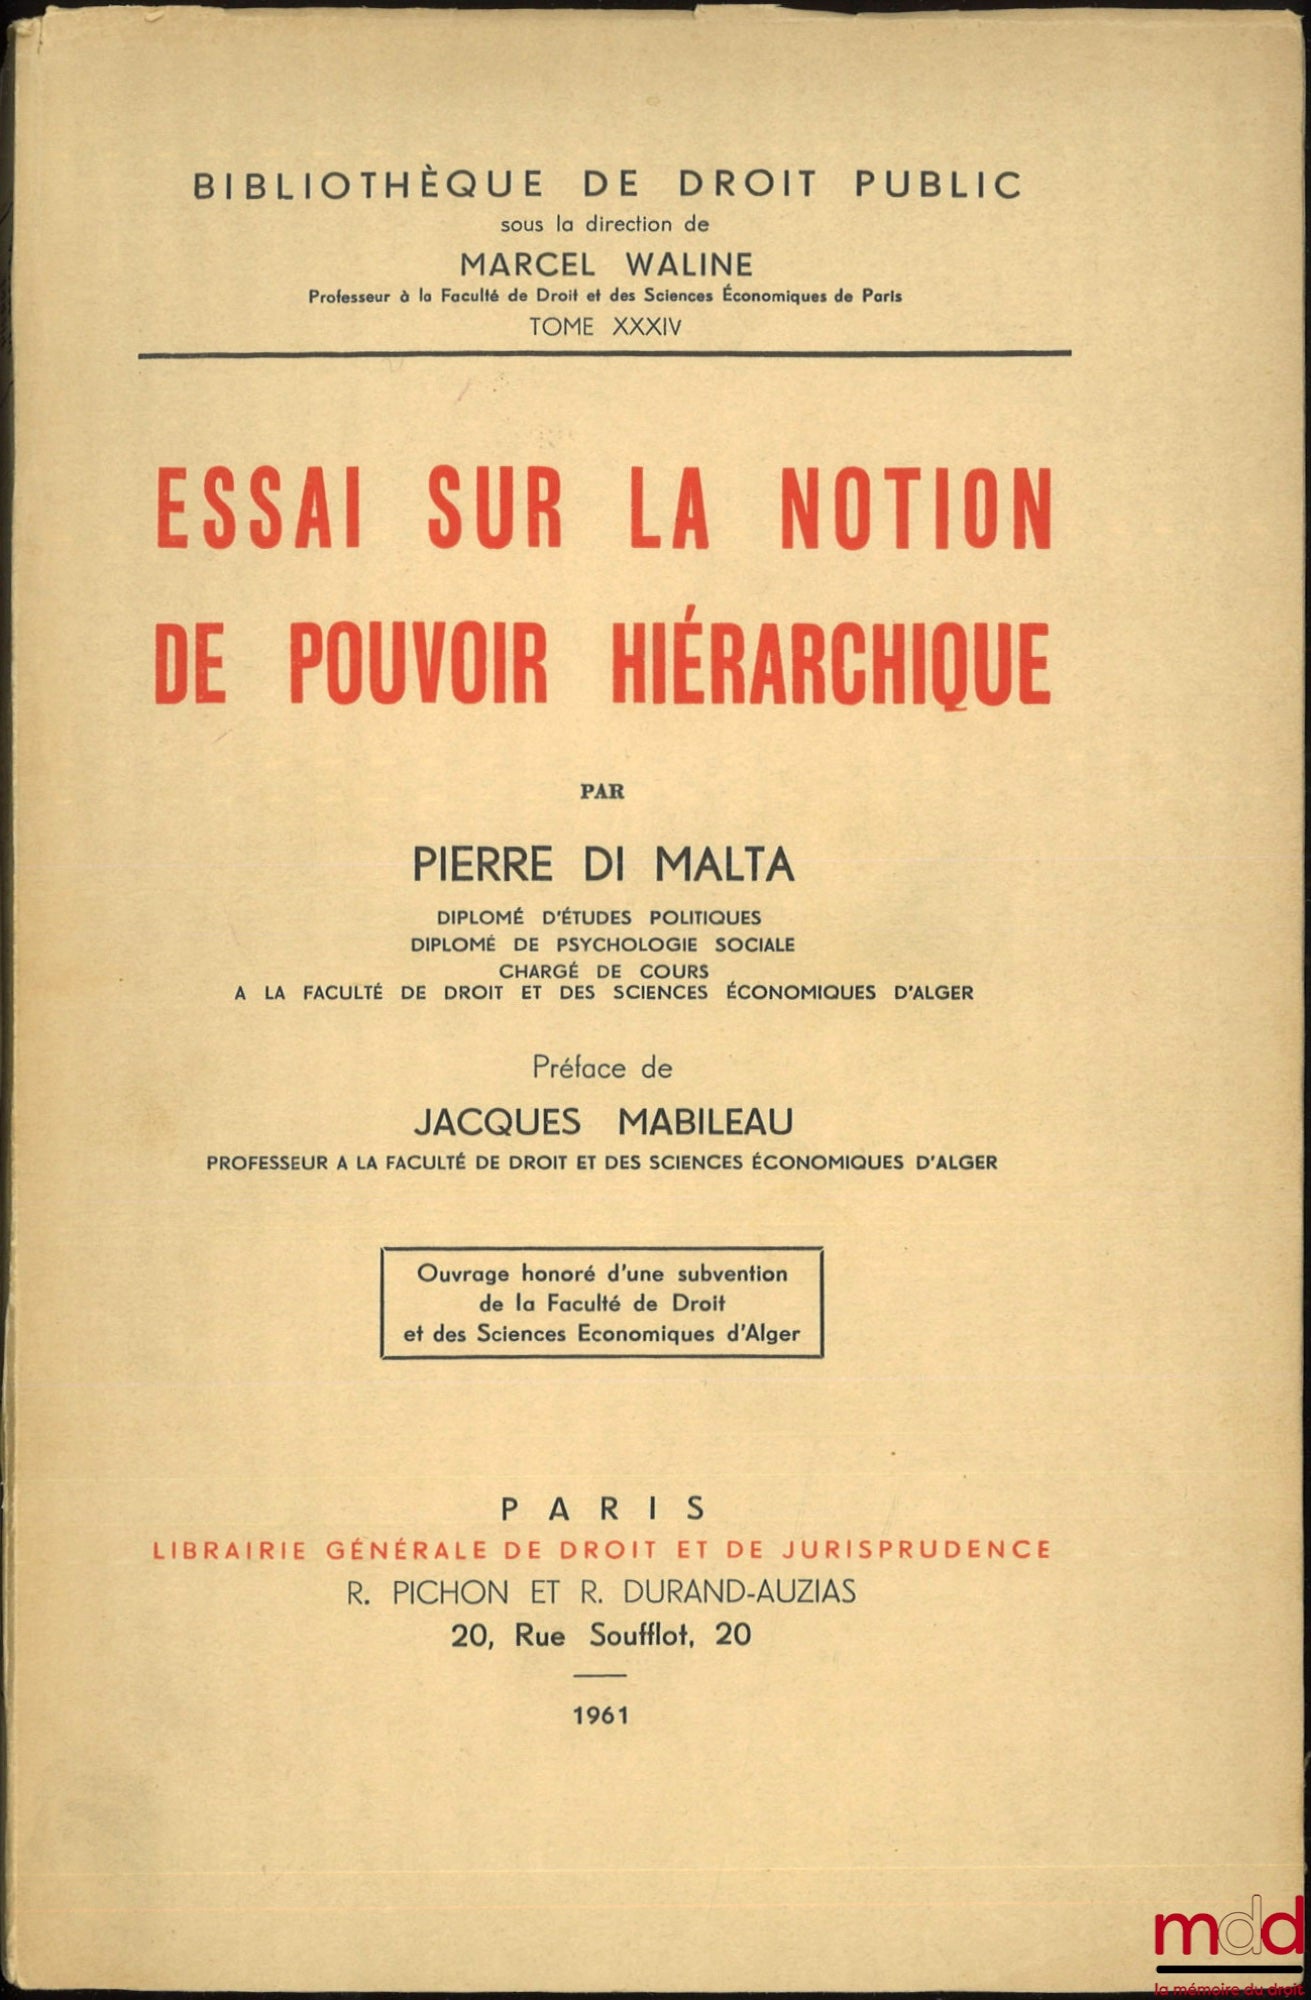 BIBLIOTHÈQUE DE DROIT PUBLIC
sous la direction de
MARCEL WALINE
Professeur à la Faculté de Droit et des Sciences Économiques de Paris
TOME XXXIV
ESSAI SUR LA NOTION
DE POUVOIR HIÉRARCHIQUE
PAR
PIERRE DI MALTA
DIPLOMÉ D'ÉTUDES POLITIQUES
DIPLOMÉ DE PSYCHOLOGIE SOCIALE
CHARGÉ DE COURS
A LA FACULTÉ DE DROIT ET DES SCIENCES ÉCONOMIQUES D'ALGER
Préface de
JACQUES MABILEAU
PROFESSEUR A LA FACULTÉ DE DROIT ET DES SCIENCES ÉCONOMIQUES D'ALGER
Ouvrage honoré d'une subvention
de la Faculté de Droit
et des Sciences Economiques d'Alger
PARIS
LIBRAIRIE GÉNÉRALE DE DROIT ET DE JURISPRUDENCE
R. PICHON ET R. DURAND-AUZIAS
20, Rue Soufflot, 20
1961
mdd
la mémoire du droit